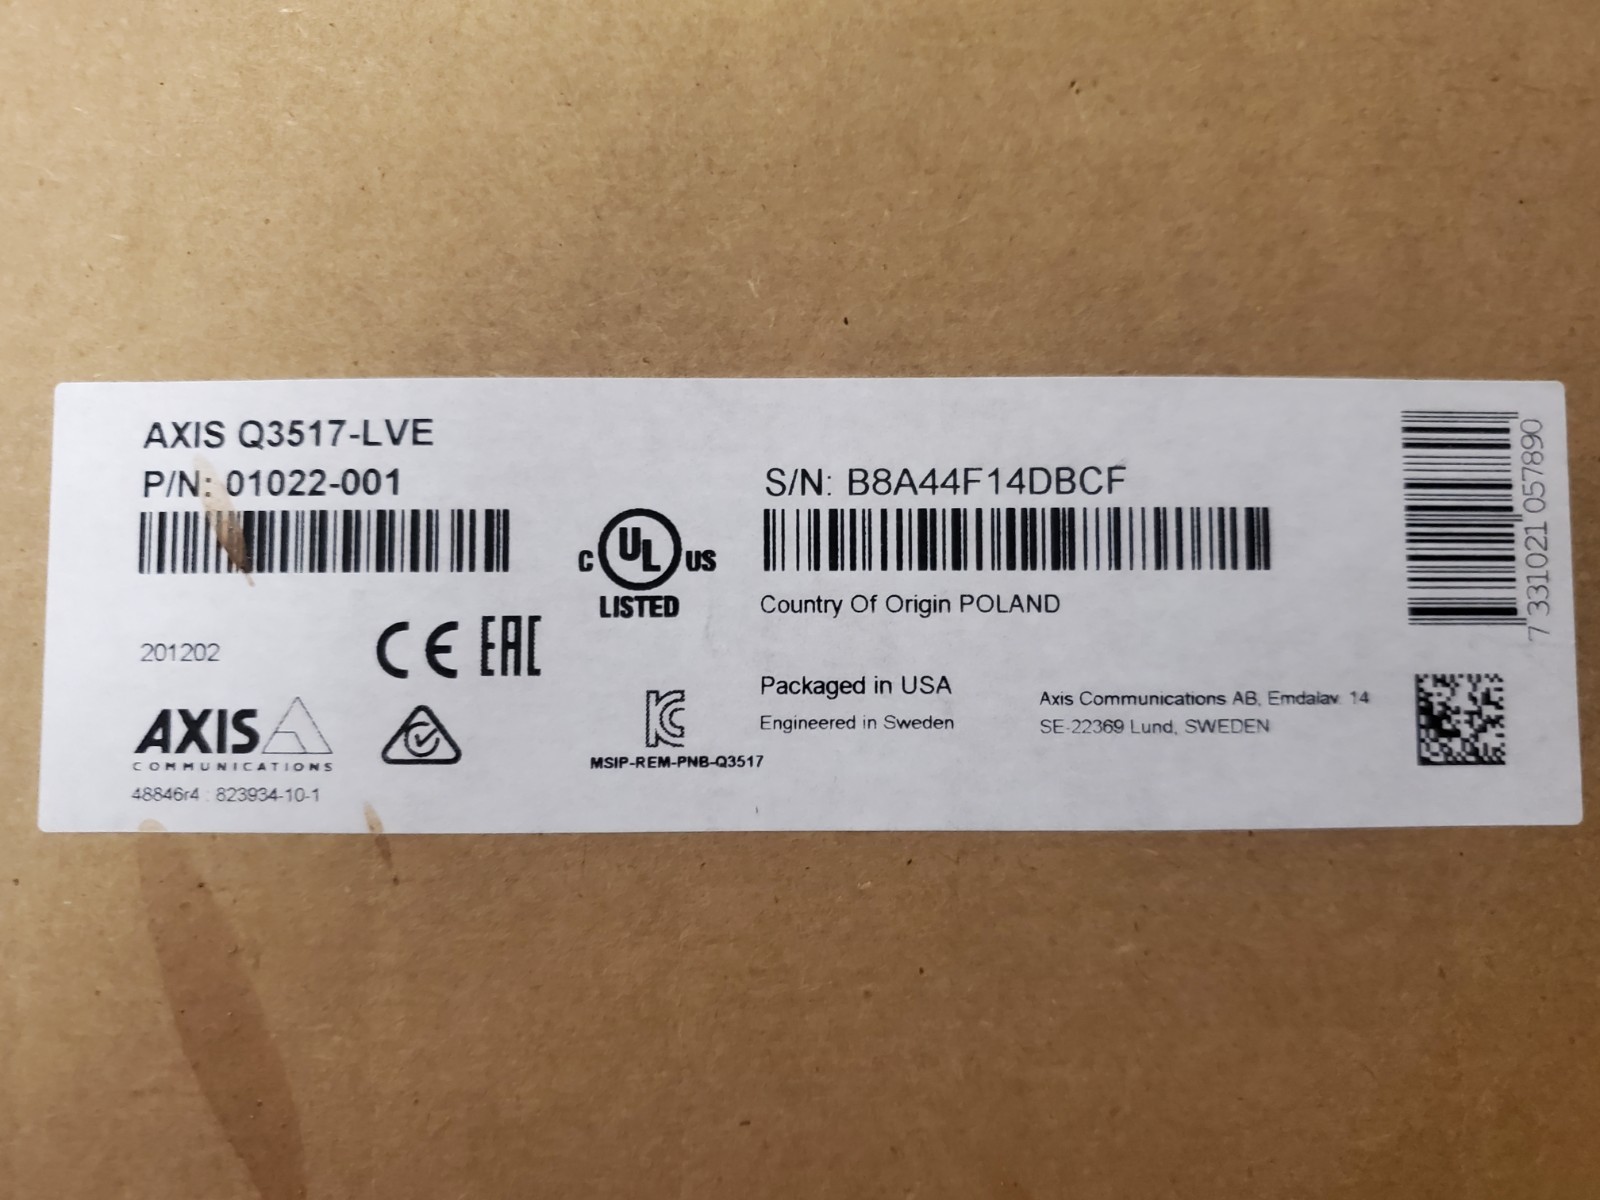 AXIS Q3517-LVE
P/N: 01022-001
S/N: B8A44F14DBCF
C UL US
LISTED
Country Of Origin POLAND
201202
CE EAC
Packaged in USA
Engineered in Sweden
Axis Communications AB, Emdalav. 14
SE-22369 Lund, SWEDEN
AXIS
COMMUNICATIONS
KC
MSIP-REM-PNB-Q3517
48846r4 : 823934-10-1
7 331021 057890